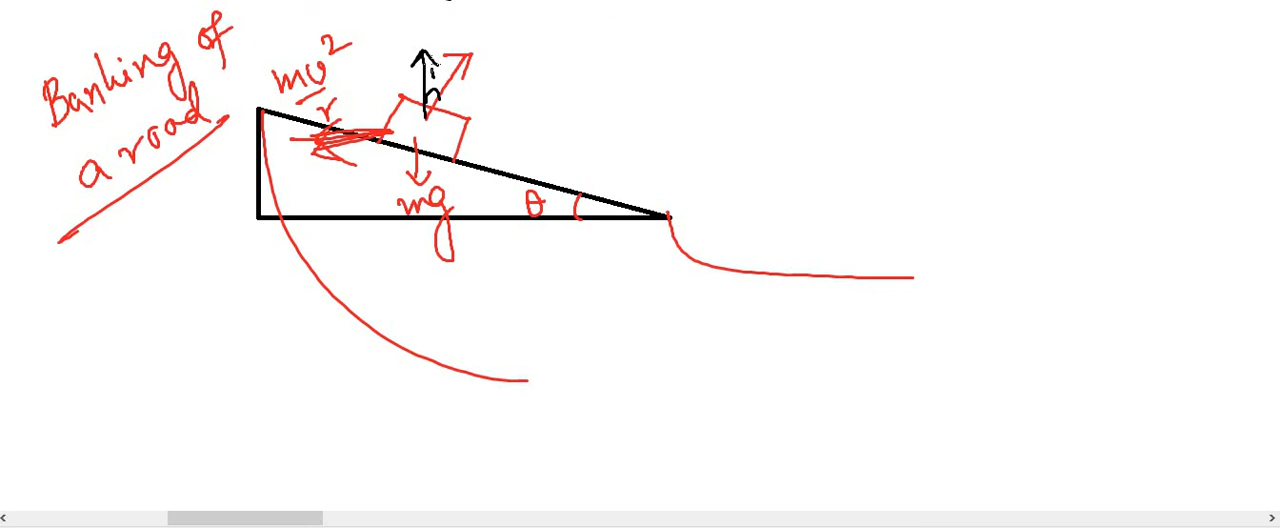 Banking of
a road
mv²
r
mg
θ